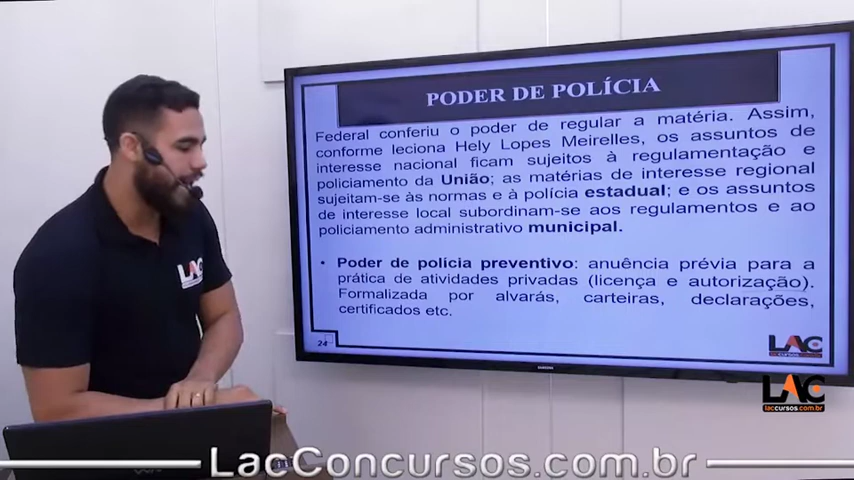 PODER DE POLÍCIA
Federal conferiu o poder de regular a matéria. Assim,
conforme leciona Hely Lopes Meirelles, os assuntos de
interesse nacional ficam sujeitos à regulamentação e
policiamento da União; as matérias de interesse regional
sujeitam-se às normas e à polícia estadual; e os assuntos
de interesse local subordinam-se aos regulamentos e ao
policiamento administrativo municipal.
• Poder de polícia preventivo: anuência prévia para a
prática de atividades privadas (licença e autorização).
Formalizada por alvarás, carteiras, declarações,
certificados etc.
24
LAC
LAC
SAMSUNG
LAC
laccursos.com.br
LacConcursos.com.br